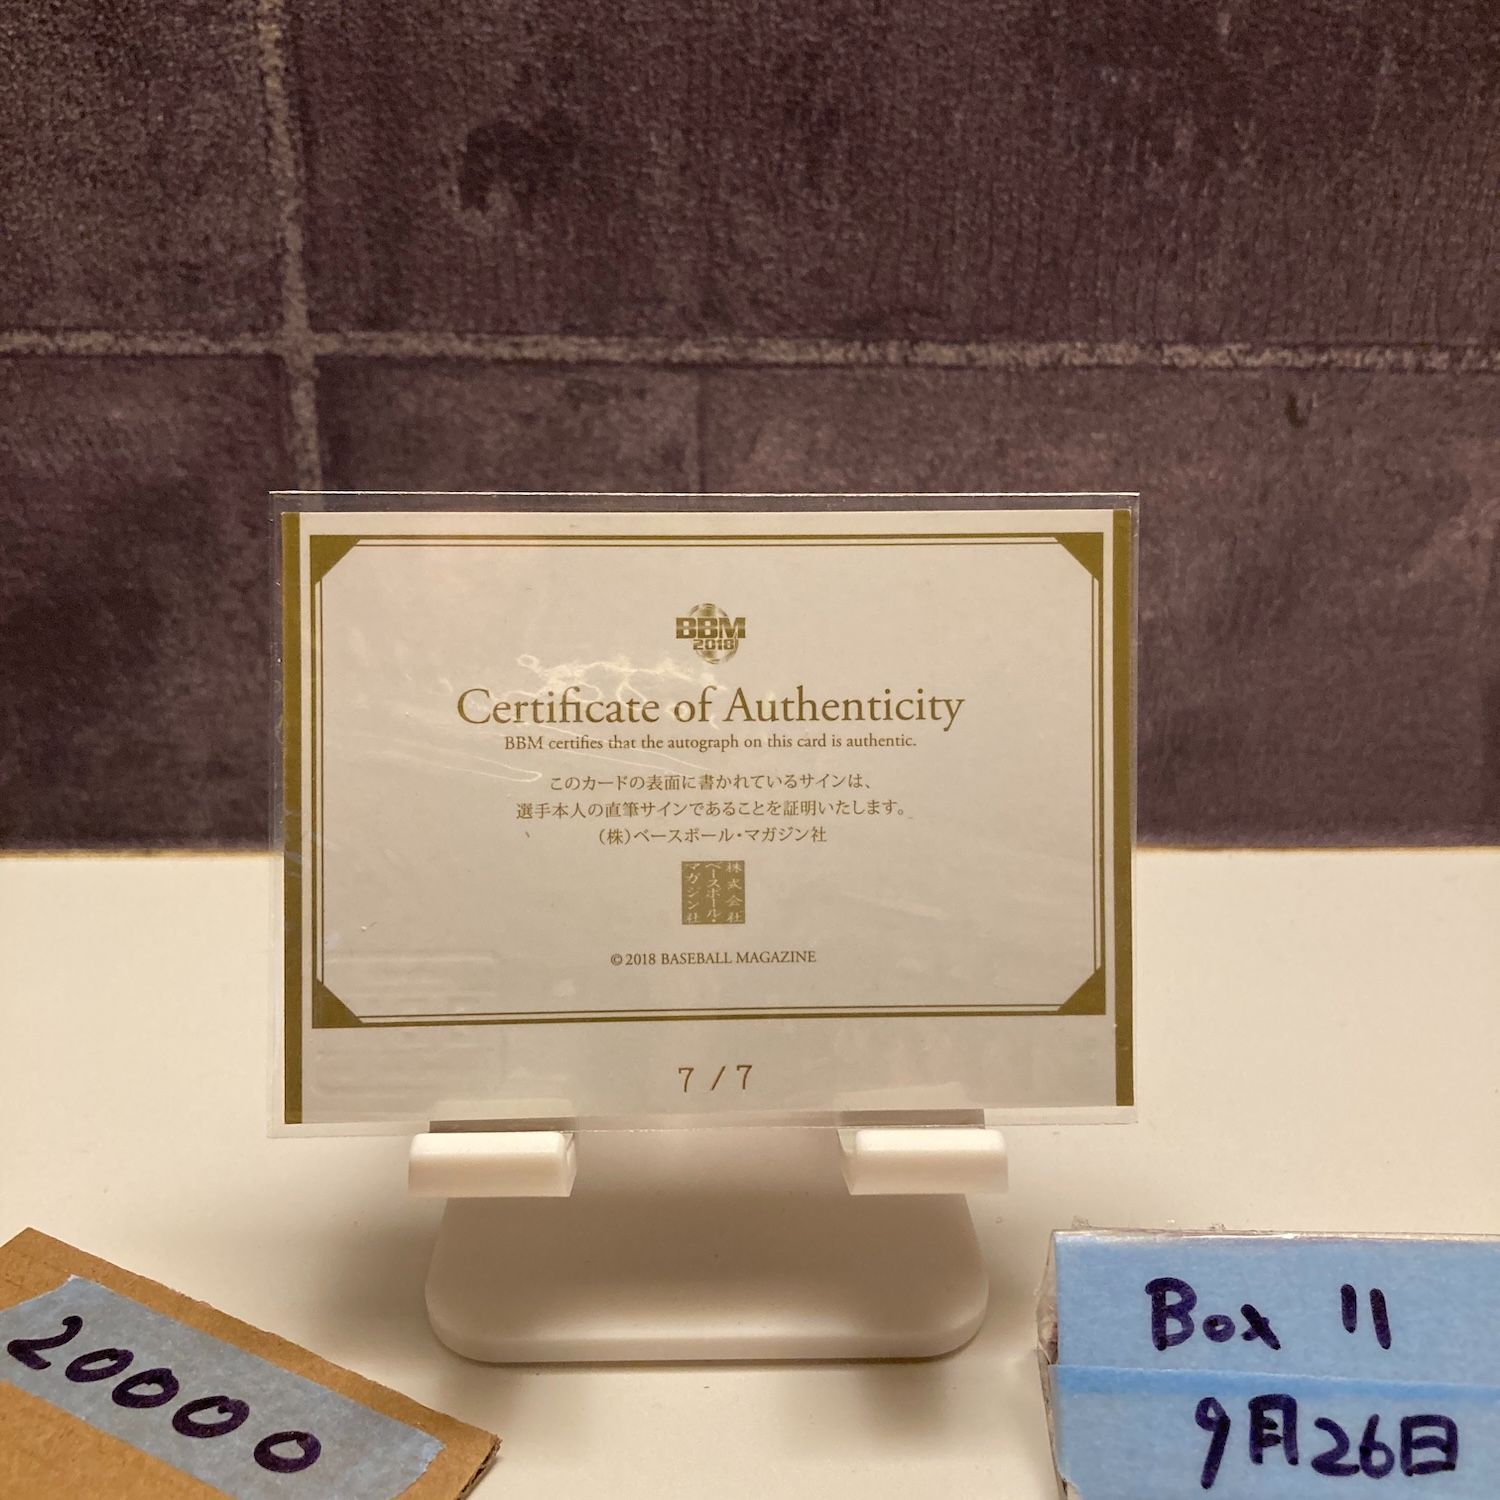 BBM
2018
Certificate of Authenticity
BBM certifies that the autograph on this card is authentic.
このカードの表面に書かれているサインは、
選手本人の直筆サインであることを証明いたします。
（株）ベースボール・マガジン社
株式会社
ベースボール・
マガジン社
©2018 BASEBALL MAGAZINE
7/7
20000
Box 11
9月26日